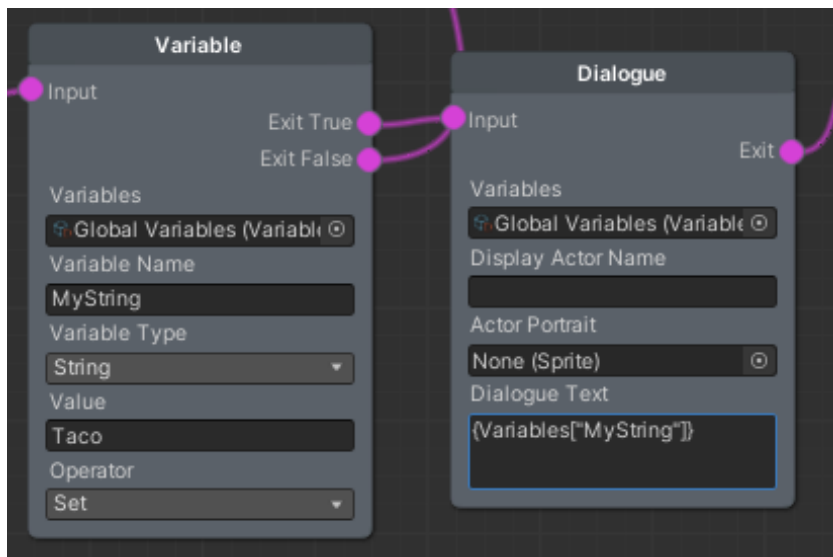 Variable
Input
Exit True
Exit False
Variables
Global Variables (Variabl
Variable Name
MyString
Variable Type
String
Value
Taco
Operator
Set
Dialogue
Input
Exit
Variables
Global Variables (Variable
Display Actor Name
Actor Portrait
None (Sprite)
Dialogue Text
{Variables["MyString"]}